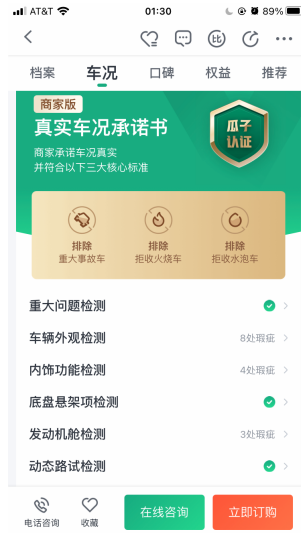 AT&T
01:30
89%
比
档案
车况
口碑
权益
推荐
商家版
真实车况承诺书
商家承诺车况真实
并符合以下三大核心标准
瓜子
认证
排除
重大事故车
排除
拒收火烧车
排除
拒收水泡车
重大问题检测
车辆外观检测
8处瑕疵
内饰功能检测
4处瑕疵
底盘悬架项检测
发动机舱检测
3处瑕疵
动态路试检测
电话咨询
收藏
在线咨询
立即订购